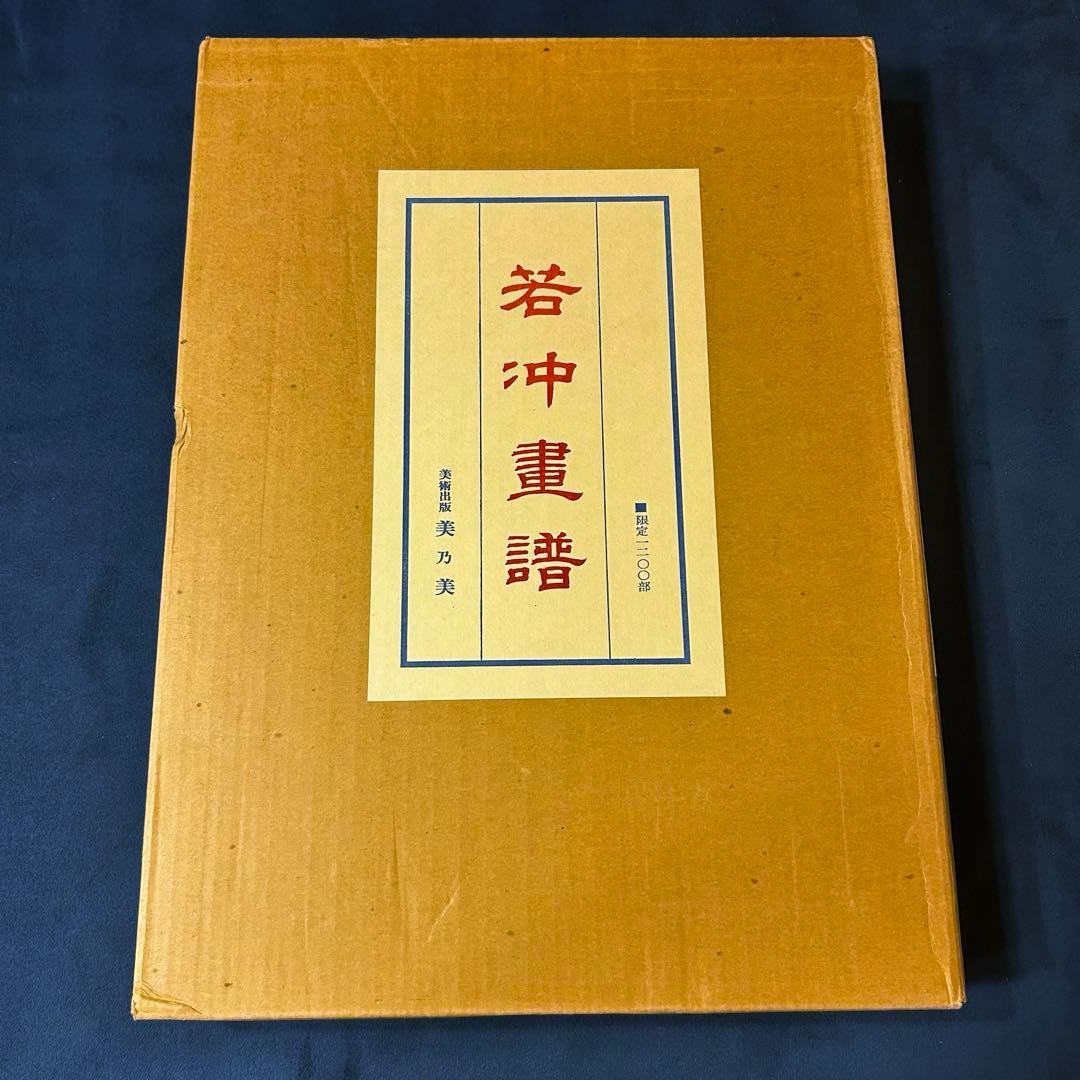 ■限定一二〇〇部
若冲畫譜
美術出版 美乃美